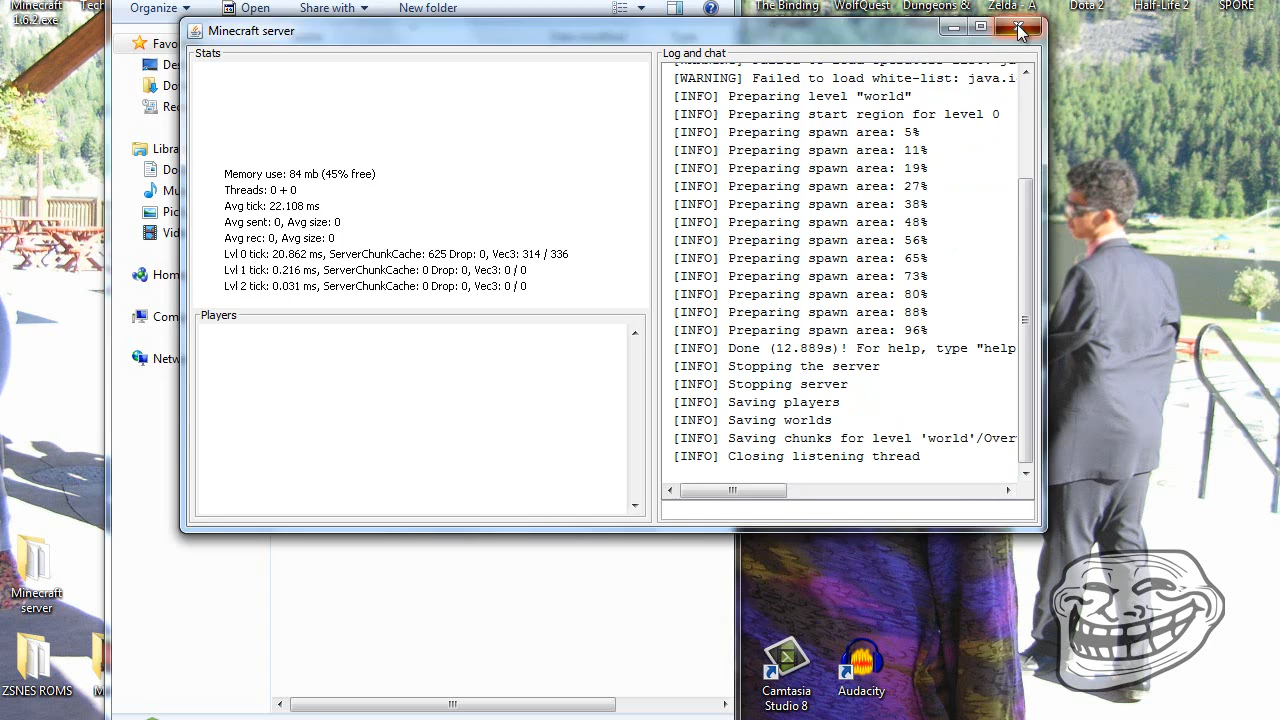 Minecraft
1.6.2.exe
Tech
Organize
Open
Share with
New folder
The Binding
WolfQuest
Dungeons &
Zelda - A
Dota 2
Half-Life 2
SPORE
Minecraft server
Favo
De
Do
Rec
Libra
Do
Mu
Pic
Vid
Hom
Com
Netw
Stats
Memory use: 84 mb (45% free)
Threads: 0 + 0
Avg tick: 22.108 ms
Avg sent: 0, Avg size: 0
Avg rec: 0, Avg size: 0
Lvl 0 tick: 20.862 ms, ServerChunkCache: 625 Drop: 0, Vec3: 314 / 336
Lvl 1 tick: 0.216 ms, ServerChunkCache: 0 Drop: 0, Vec3: 0 / 0
Lvl 2 tick: 0.031 ms, ServerChunkCache: 0 Drop: 0, Vec3: 0 / 0
Players
Log and chat
[WARNING] Failed to load white-list: java.i
[INFO] Preparing level "world"
[INFO] Preparing start region for level 0
[INFO] Preparing spawn area: 5%
[INFO] Preparing spawn area: 11%
[INFO] Preparing spawn area: 19%
[INFO] Preparing spawn area: 27%
[INFO] Preparing spawn area: 38%
[INFO] Preparing spawn area: 48%
[INFO] Preparing spawn area: 56%
[INFO] Preparing spawn area: 65%
[INFO] Preparing spawn area: 73%
[INFO] Preparing spawn area: 80%
[INFO] Preparing spawn area: 88%
[INFO] Preparing spawn area: 96%
[INFO] Done (12.889s)! For help, type "help
[INFO] Stopping the server
[INFO] Stopping server
[INFO] Saving players
[INFO] Saving worlds
[INFO] Saving chunks for level 'world'/Over
[INFO] Closing listening thread
Minecraft
server
ZSNES ROMS
M
Camtasia
Studio 8
Audacity